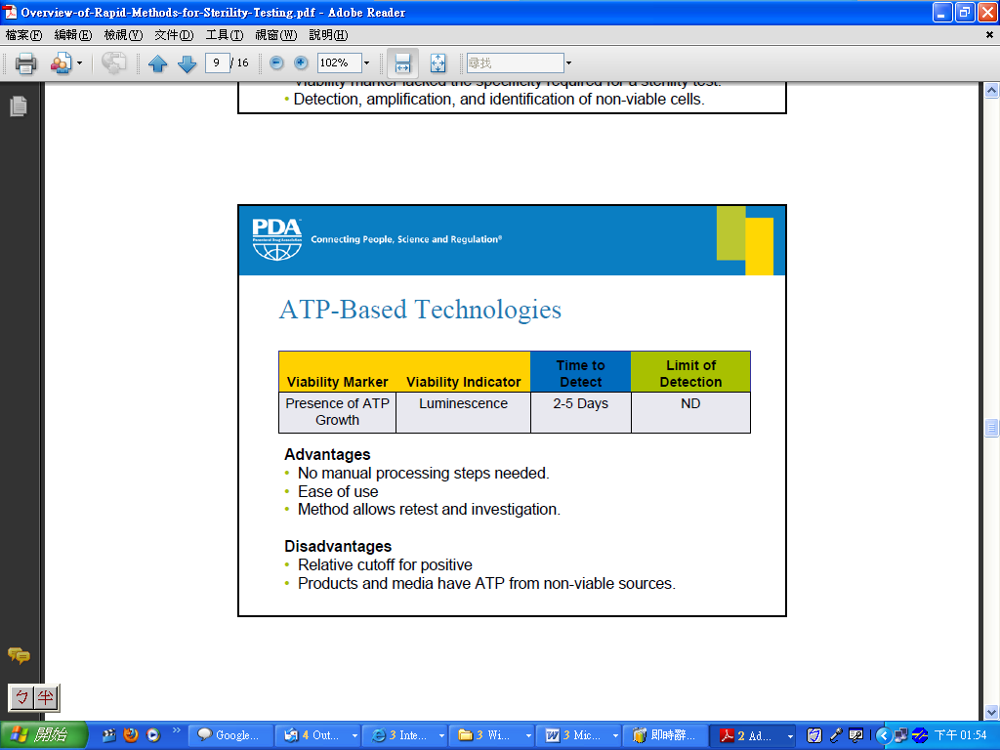 Overview-of-Rapid-Methods-for-Sterility-Testing.pdf - Adobe Reader
檔案(F) 編輯(E) 檢視(V) 文件(D) 工具(T) 視窗(W) 說明(H)
9 / 16 102% 尋找
Viability marker lacked the specificity required for a sterility test.
• Detection, amplification, and identification of non-viable cells.
PDA
Parenteral Drug Association
Connecting People, Science and Regulation®
ATP-Based Technologies
Viability Marker Viability Indicator Time to Detect Limit of Detection
Presence of ATP Growth Luminescence 2-5 Days ND
Advantages
• No manual processing steps needed.
• Ease of use
• Method allows retest and investigation.
Disadvantages
• Relative cutoff for positive
• Products and media have ATP from non-viable sources.
ㄅ 半
開始 » Google... 4 Out... 3 Inte... 3 Wi... 3 Mic... 即時辭... 2 Ad... 下午 01:54